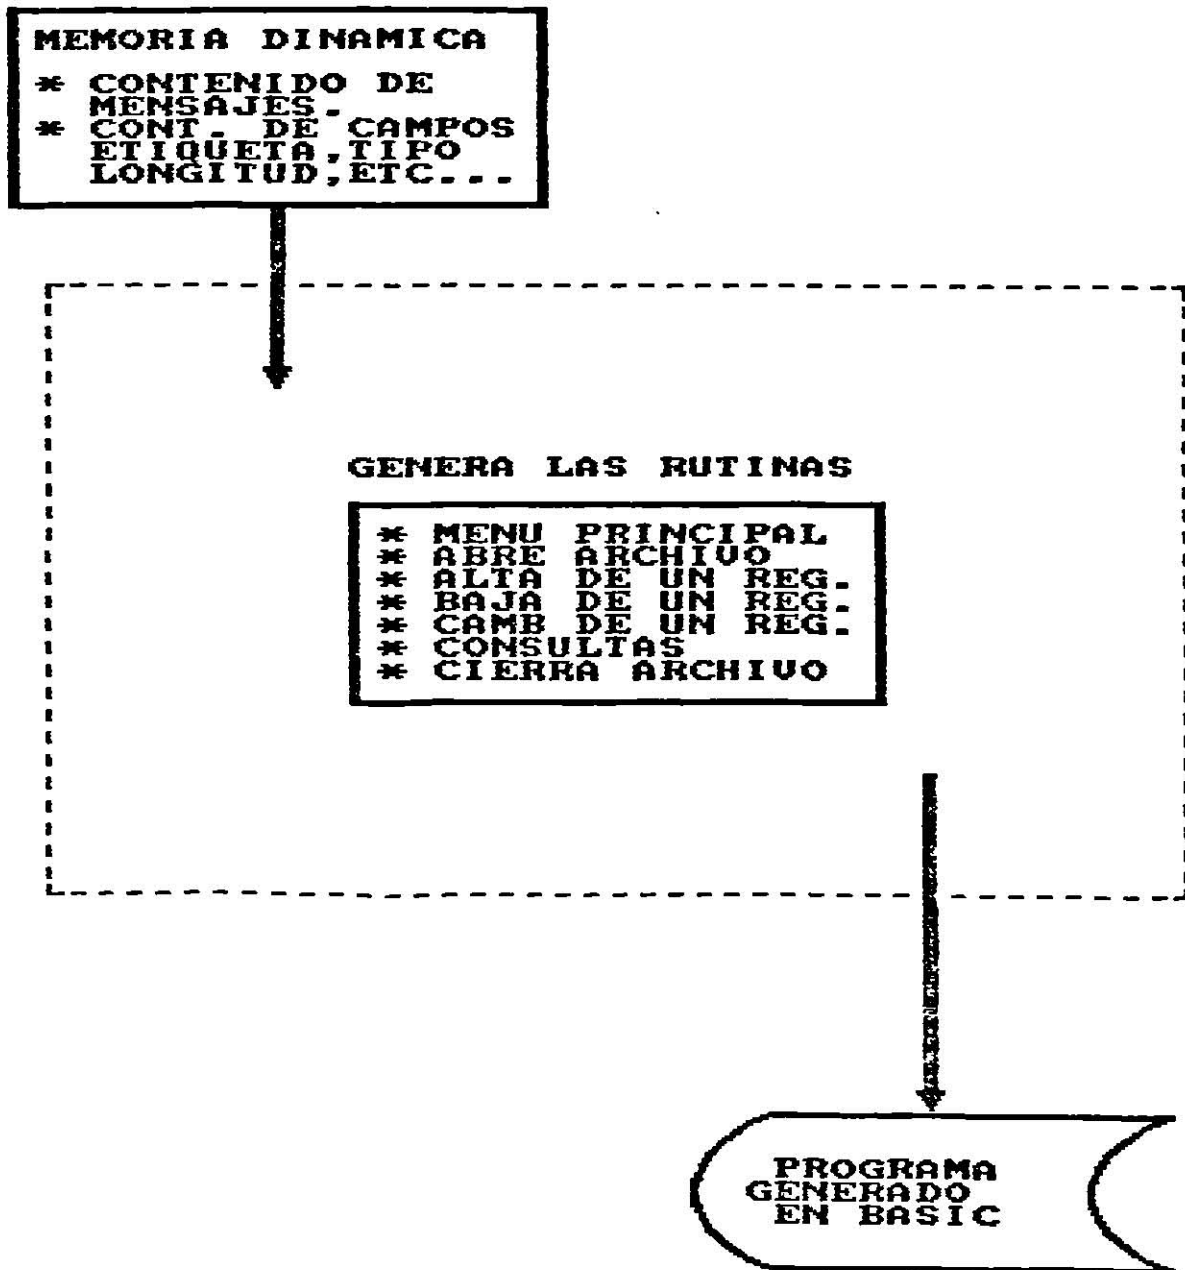 MEMORIA DINAMICA
* CONTENIDO DE
MENSAJES.
* CONT. DE CAMPOS
ETIQUETA,TIPO
LONGITUD,ETC...
GENERA LAS RUTINAS
* MENU PRINCIPAL
* ABRE ARCHIVO
* ALTA DE UN REG.
* BAJA DE UN REG.
* CAMB DE UN REG.
* CONSULTAS
* CIERRA ARCHIVO
PROGRAMA
GENERADO
EN BASIC